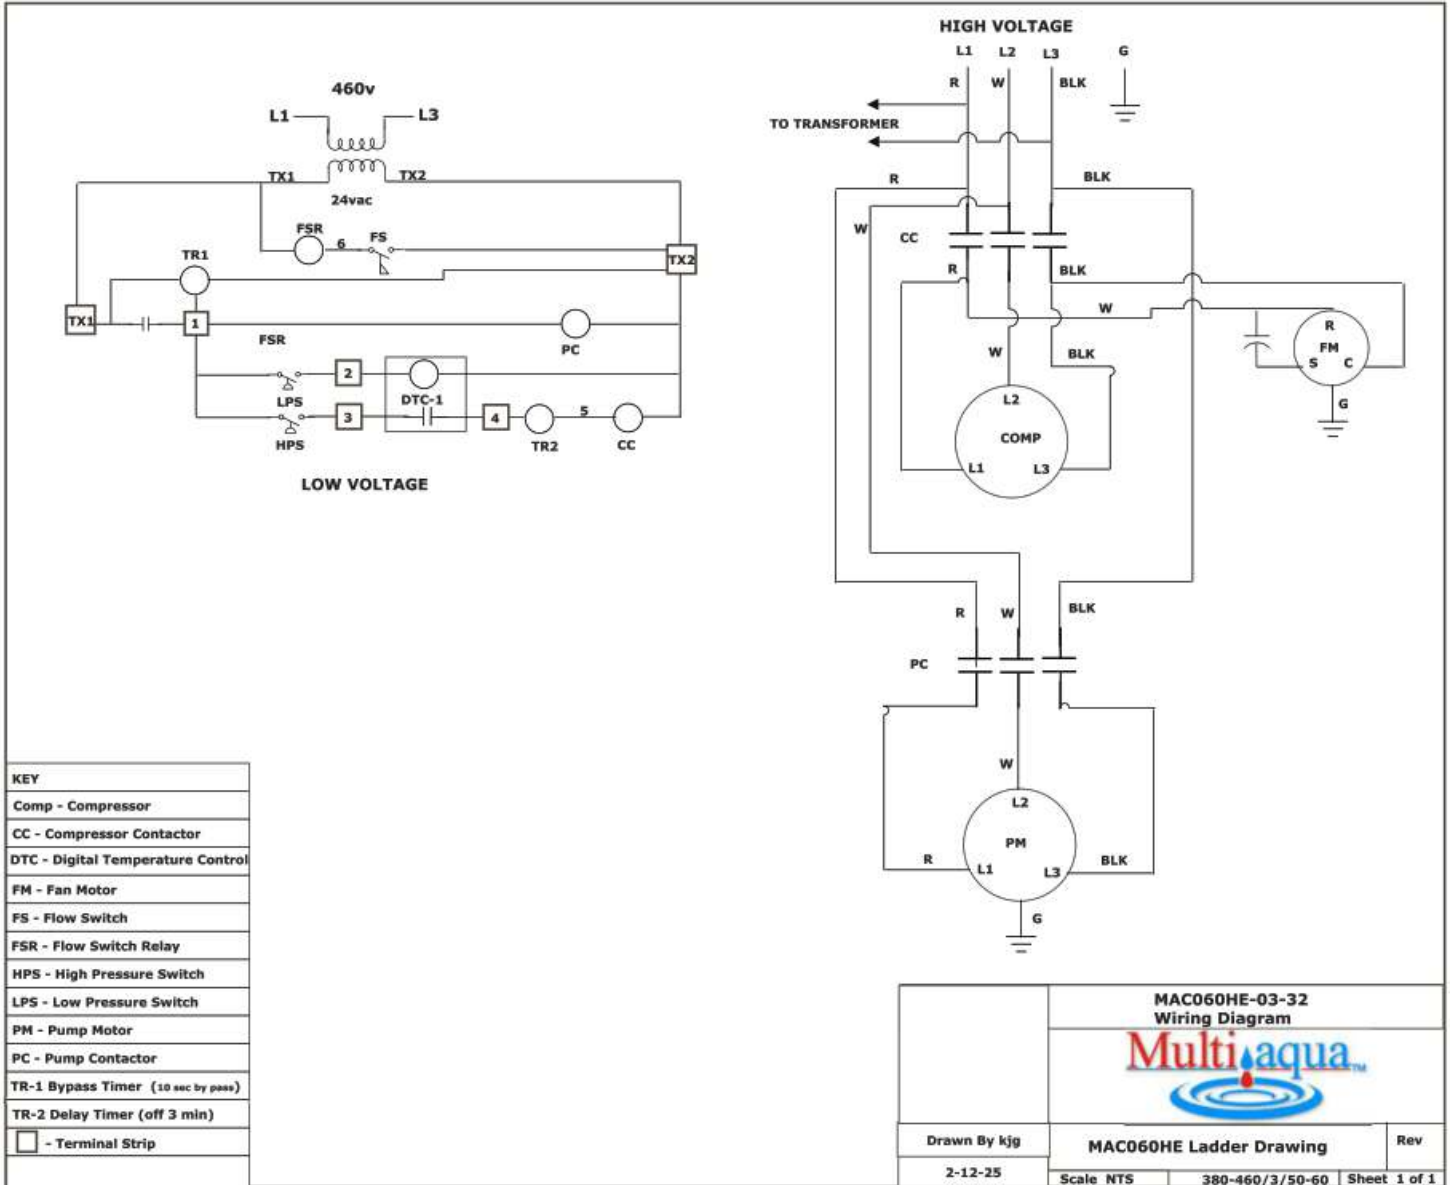 HIGH VOLTAGE
L1 L2 L3 G
R W BLK
460v
L1 L3
TO TRANSFORMER
TX1 TX2
24vac
R BLK
FSR 6 FS
W CC
TR1 TX2
R BLK
TX1 1
W
FSR PC
R
FM
S C
W BLK
2
LPS DTC-1
G
L2
3 4 5
COMP
HPS TR2 CC
L1 L3
LOW VOLTAGE
R W BLK
PC
W
L2
PM
R L1 L3 BLK
G
KEY
Comp - Compressor
CC - Compressor Contactor
DTC - Digital Temperature Control
FM - Fan Motor
FS - Flow Switch
FSR - Flow Switch Relay
HPS - High Pressure Switch
LPS - Low Pressure Switch
PM - Pump Motor
PC - Pump Contactor
TR-1 Bypass Timer (10 sec by pass)
TR-2 Delay Timer (off 3 min)
- Terminal Strip
MAC060HE-03-32
Wiring Diagram
Multiaqua TM
Drawn By kjg
MAC060HE Ladder Drawing
Rev
2-12-25
Scale NTS
380-460/3/50-60
Sheet 1 of 1